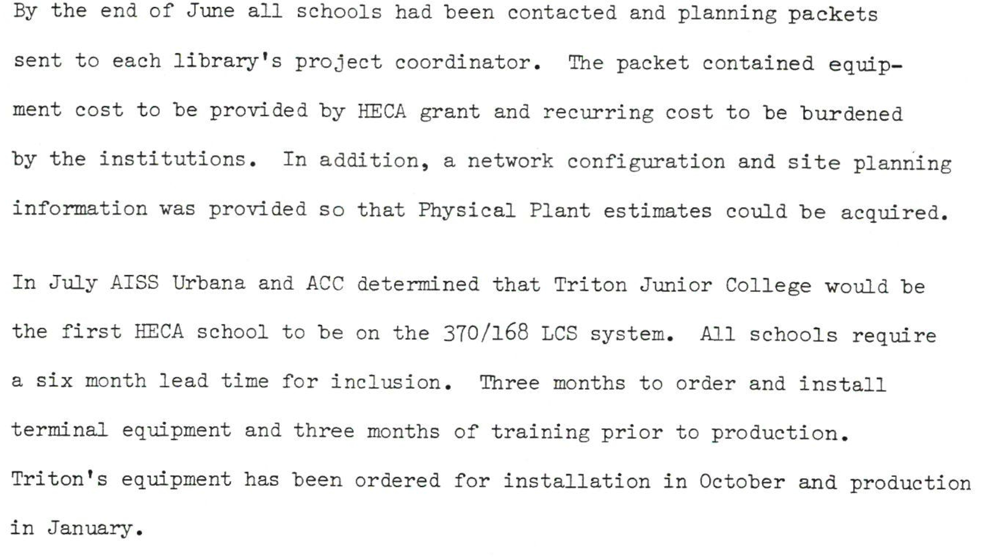 By the end of June all schools had been contacted and planning packets
sent to each library's project coordinator. The packet contained equip-
ment cost to be provided by HECA grant and recurring cost to be burdened
by the institutions. In addition, a network configuration and site planning
information was provided so that Physical Plant estimates could be acquired.
In July AISS Urbana and ACC determined that Triton Junior College would be
the first HECA school to be on the 370/168 LCS system. All schools require
a six month lead time for inclusion. Three months to order and install
terminal equipment and three months of training prior to production.
Triton's equipment has been ordered for installation in October and production
in January.